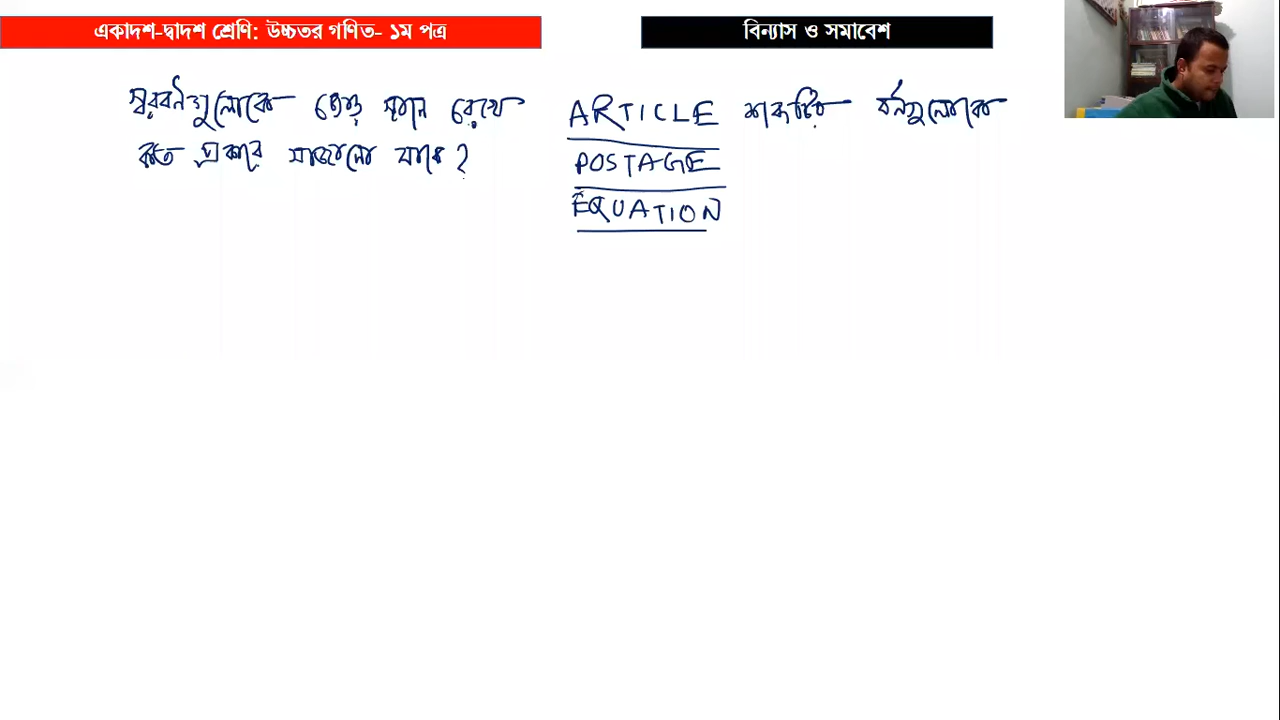 একাদশ-দ্বাদশ শ্রেণি: উচ্চতর গণিত- ১ম পত্র
বিন্যাস ও সমাবেশ
স্বরবর্ণগুলোকে জোড় স্থানে রেখে ARTICLE শব্দটির বর্নগুলোকে
কত প্রকারে সাজানো যাবে?
POSTAGE
EQUATION